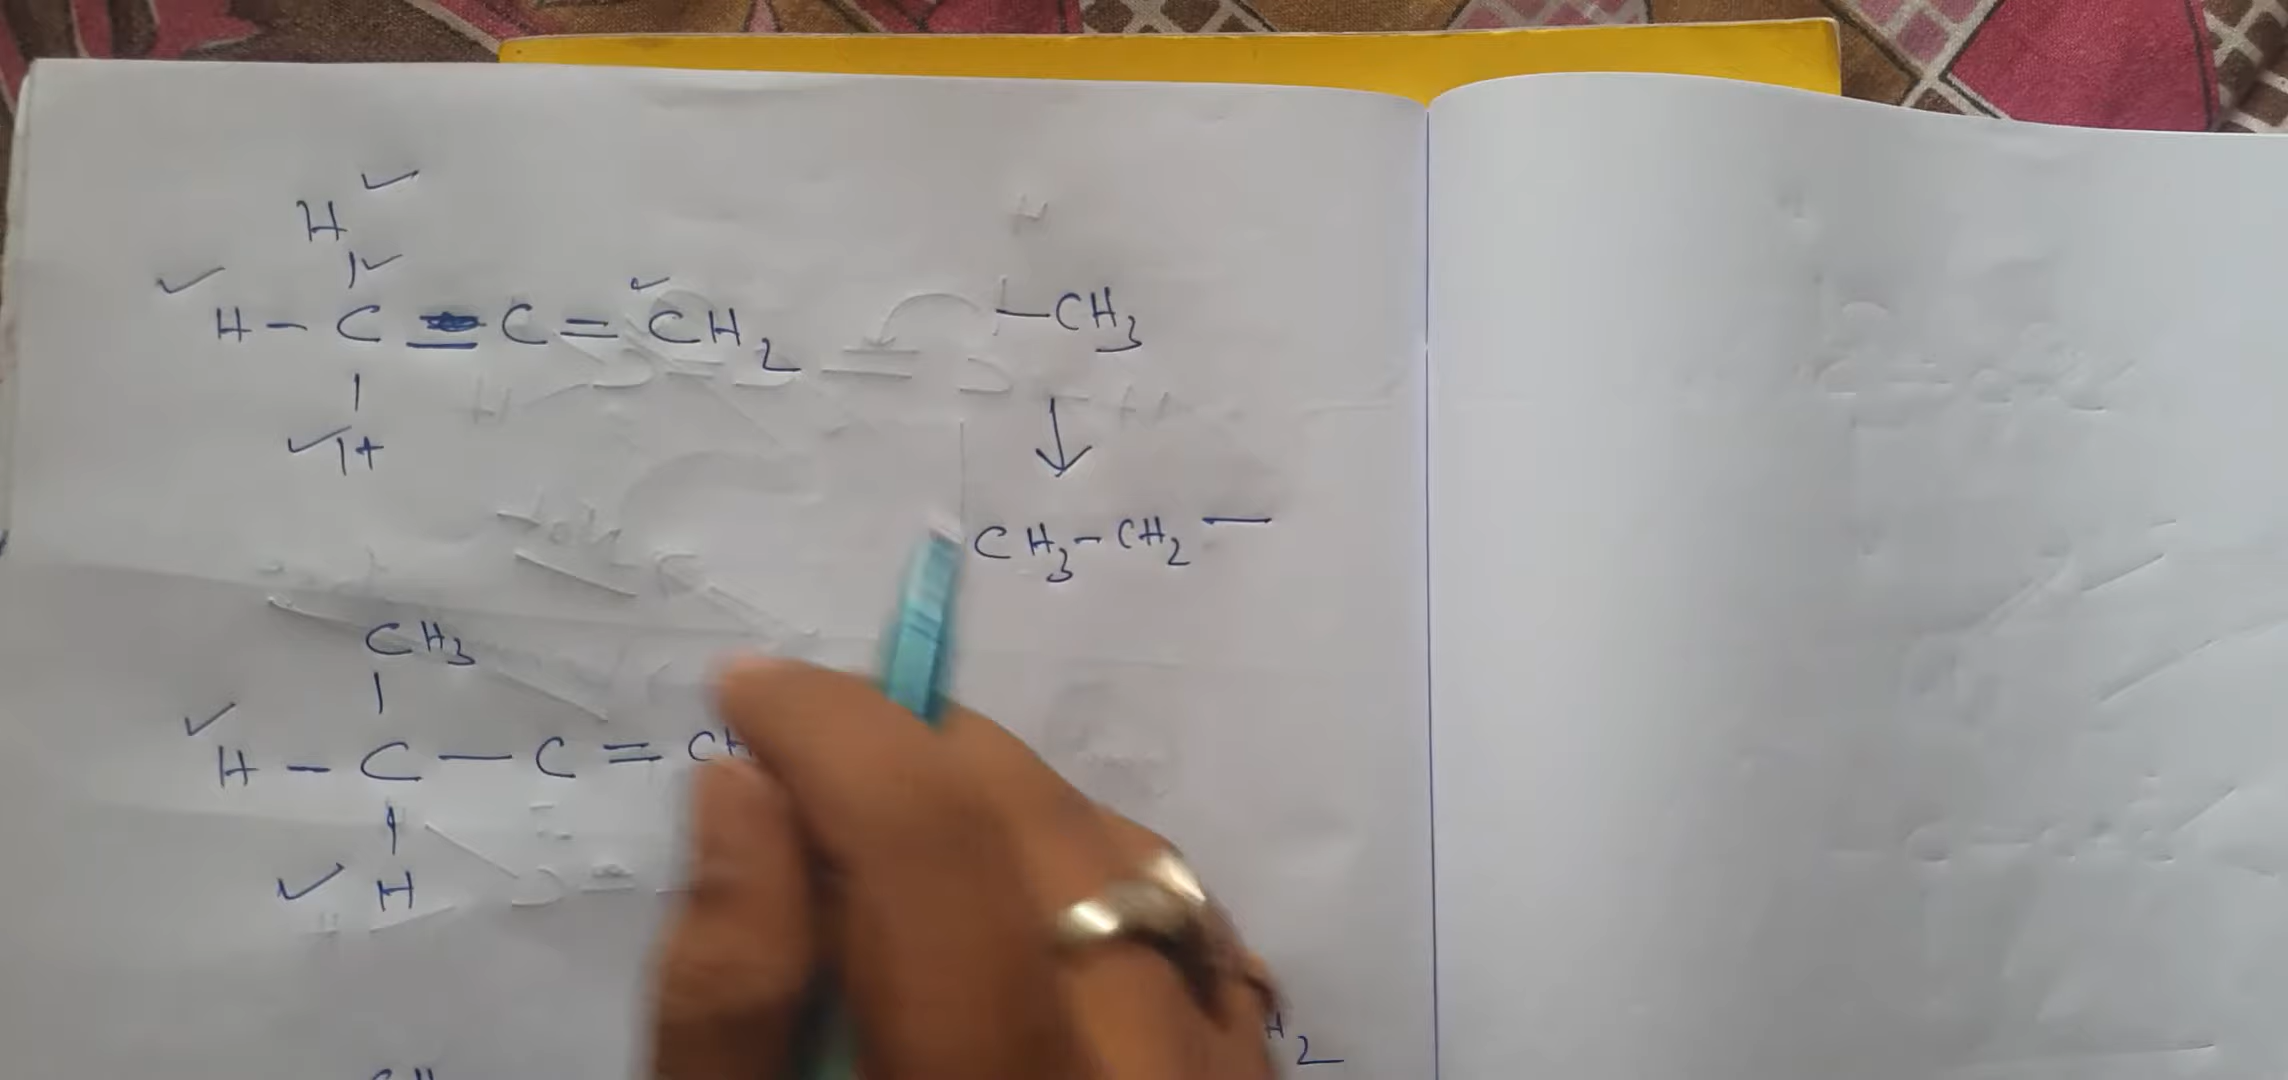 H
H - C = C = CH2
H
-CH3
↓
CH3 - CH2 -
CH3
H - C - C = CH
H
H2